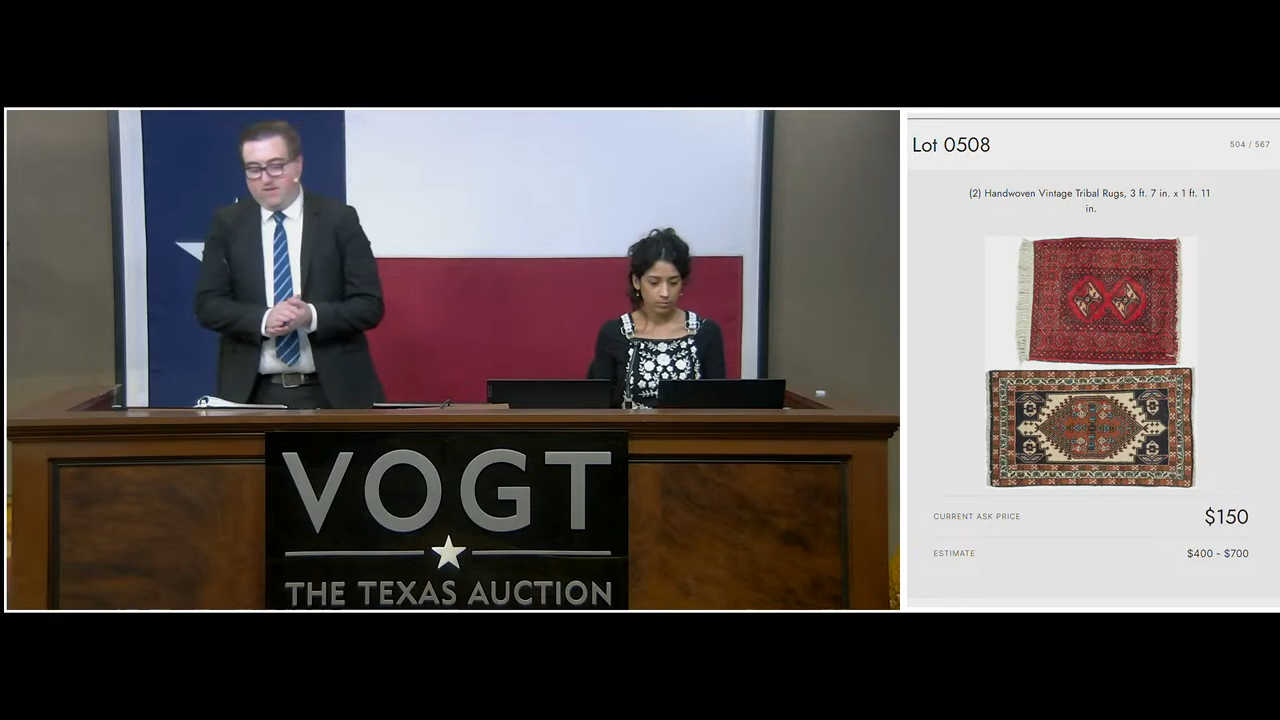 VOGT
THE TEXAS AUCTION
Lot 0508
504 / 567
(2) Handwoven Vintage Tribal Rugs, 3 ft. 7 in. x 1 ft. 11
in.
CURRENT ASK PRICE
$150
ESTIMATE
$400 - $700